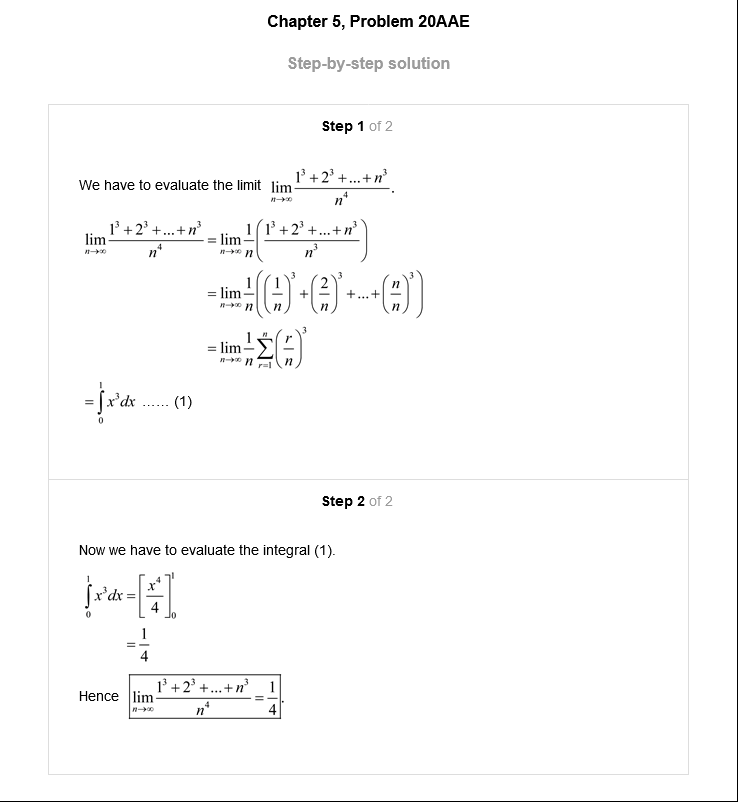 Chapter 5, Problem 20AAE
Step-by-step solution
Step 1 of 2
We have to evaluate the limit $\lim_{n\to\infty}\frac{1^3+2^3+...+n^3}{n^4}$.
$\lim_{n\to\infty}\frac{1^3+2^3+...+n^3}{n^4}=\lim_{n\to\infty}\frac{1}{n}\left(\frac{1^3+2^3+...+n^3}{n^3}\right)$
$=\lim_{n\to\infty}\frac{1}{n}\left(\left(\frac{1}{n}\right)^3+\left(\frac{2}{n}\right)^3+...+\left(\frac{n}{n}\right)^3\right)$
$=\lim_{n\to\infty}\frac{1}{n}\sum_{r=1}^{n}\left(\frac{r}{n}\right)^3$
$=\int_0^1 x^3dx$ ...... (1)
Step 2 of 2
Now we have to evaluate the integral (1).
$\int_0^1 x^3dx=\left[\frac{x^4}{4}\right]_0^1$
$=\frac{1}{4}$
Hence $\lim_{n\to\infty}\frac{1^3+2^3+...+n^3}{n^4}=\frac{1}{4}$.